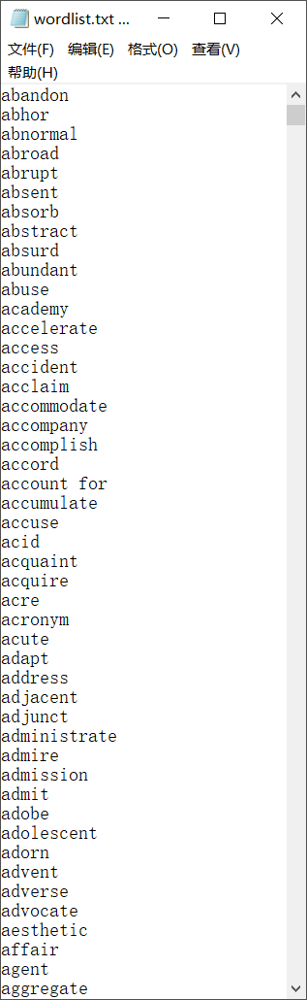 wordlist.txt ...
文件(F) 编辑(E) 格式(O) 查看(V)
帮助(H)
abandon
abhor
abnormal
abroad
abrupt
absent
absorb
abstract
absurd
abundant
abuse
academy
accelerate
access
accident
acclaim
accommodate
accompany
accomplish
accord
account for
accumulate
accuse
acid
acquaint
acquire
acre
acronym
acute
adapt
address
adjacent
adjunct
administrate
admire
admission
admit
adobe
adolescent
adorn
advent
adverse
advocate
aesthetic
affair
agent
aggregate